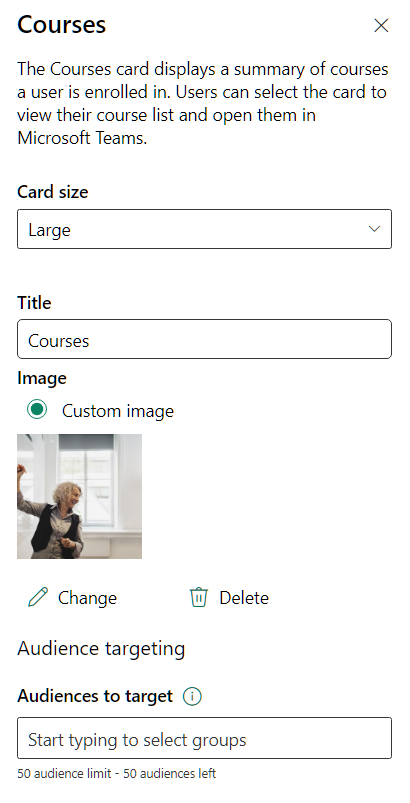 Courses
The Courses card displays a summary of courses
a user is enrolled in. Users can select the card to
view their course list and open them in
Microsoft Teams.
Card size
Large
Title
Courses
Image
Custom image
Change
Delete
Audience targeting
Audiences to target
Start typing to select groups
50 audience limit - 50 audiences left